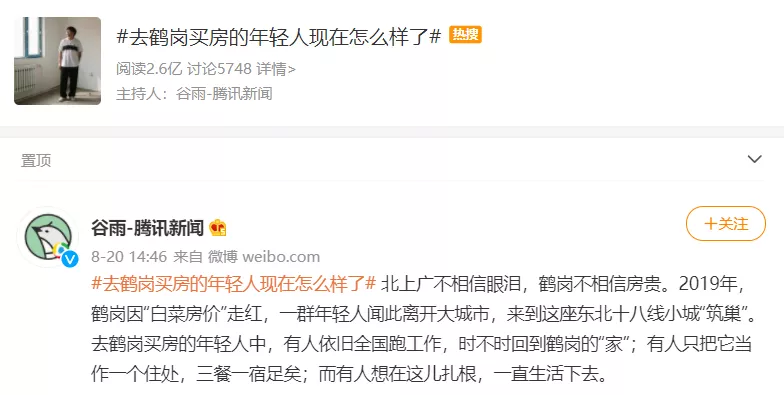 #去鹤岗买房的年轻人现在怎么样了# 热搜
阅读2.6亿 讨论5748 详情>
主持人：谷雨-腾讯新闻
置顶
谷雨-腾讯新闻
+关注
8-20 14:46 来自 微博 weibo.com
#去鹤岗买房的年轻人现在怎么样了# 北上广不相信眼泪，鹤岗不相信房贵。2019年，
鹤岗因“白菜房价”走红，一群年轻人闻此离开大城市，来到这座东北十八线小城“筑巢”。
去鹤岗买房的年轻人中，有人依旧全国跑工作，时不时回到鹤岗的“家”；有人只把它当
作一个住处，三餐一宿足矣；而有人想在这儿扎根，一直生活下去。